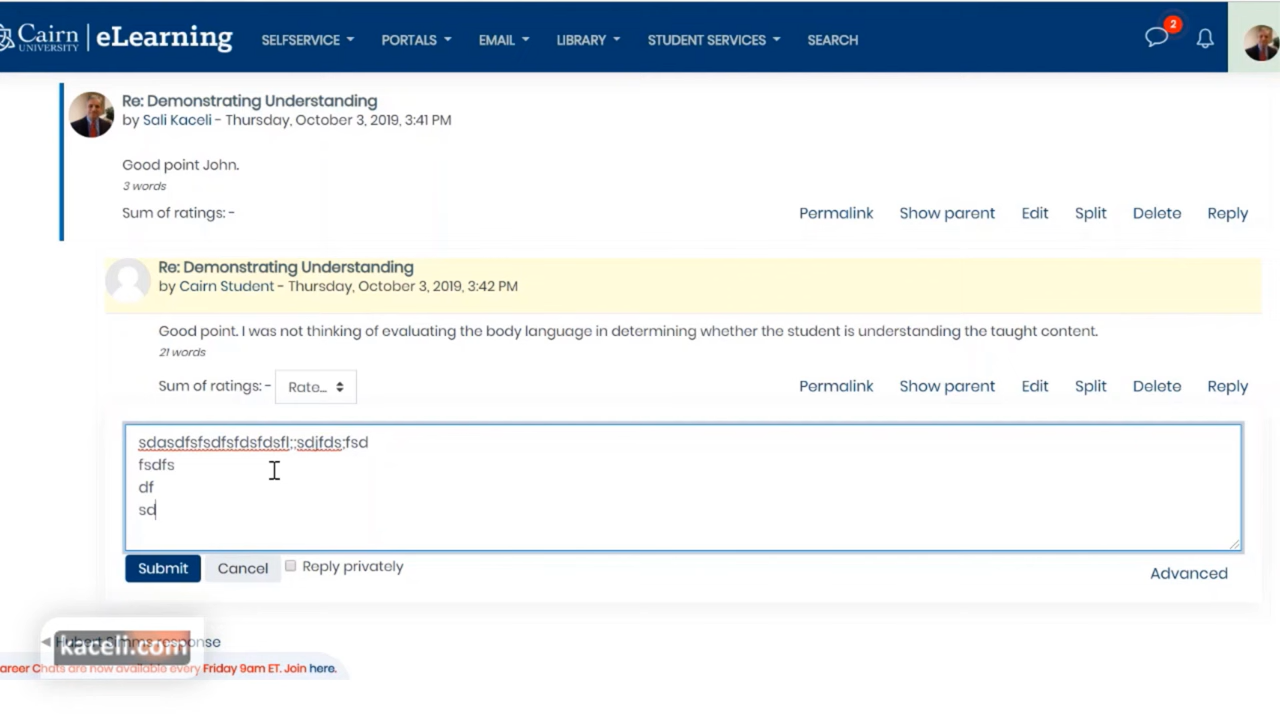 Cairn UNIVERSITY | eLearning SELFSERVICE PORTALS EMAIL LIBRARY STUDENT SERVICES SEARCH 2
Re: Demonstrating Understanding
by Sali Kaceli - Thursday, October 3, 2019, 3:41 PM
Good point John.
3 words
Sum of ratings: -
Permalink Show parent Edit Split Delete Reply
Re: Demonstrating Understanding
by Cairn Student - Thursday, October 3, 2019, 3:42 PM
Good point. I was not thinking of evaluating the body language in determining whether the student is understanding the taught content.
21 words
Sum of ratings: - Rate...
Permalink Show parent Edit Split Delete Reply
sdasdfsfsdfsfdsfdsfl;;sdjfds;fsd
fsdfs
df
sd
Submit Cancel Reply privately Advanced
Hubert Simms response
kaceli.com
areer Chats are now available every Friday 9am ET. Join here.